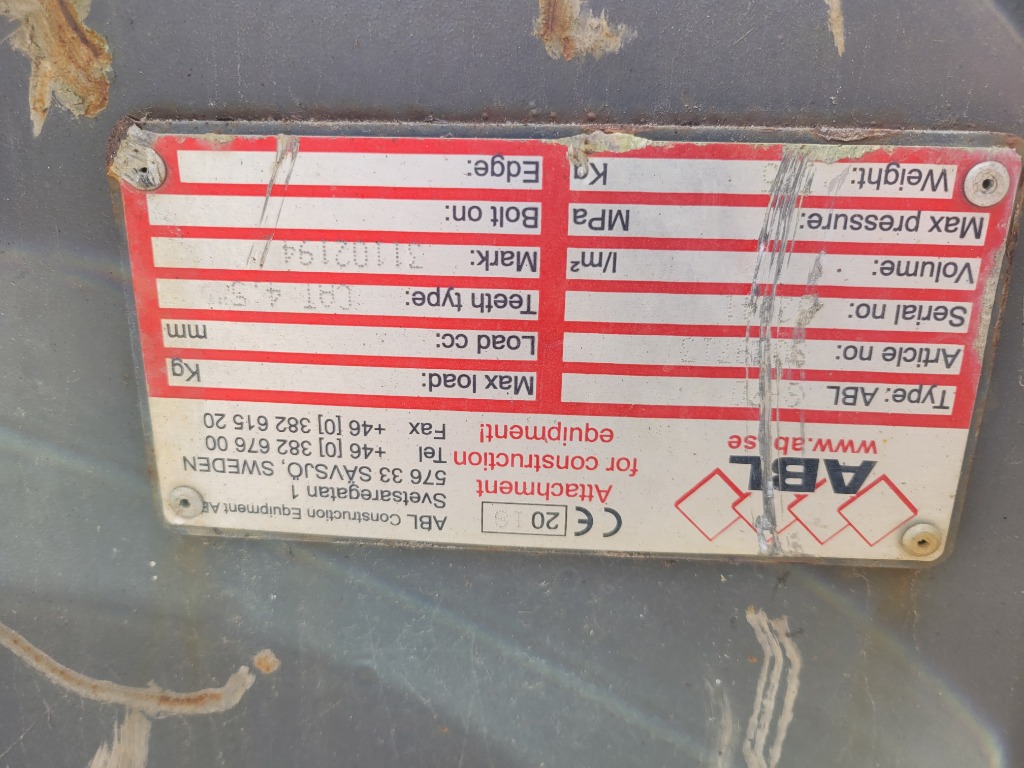 ABL
www.abl.se
CE 20
Attachment
for construction
equipment!
ABL Construction Equipment AB
Svetsaregatan 1
576 33 SÄVSJÖ, SWEDEN
Tel +46 [0] 382 676 00
Fax +46 [0] 382 615 20
Type: ABL
Max load: Kg
Article no:
Load cc: mm
Serial no:
Teeth type: CAT
Volume: l/m²
Mark: 31102194
Max pressure: MPa
Bolt on:
Weight: Kg
Edge: